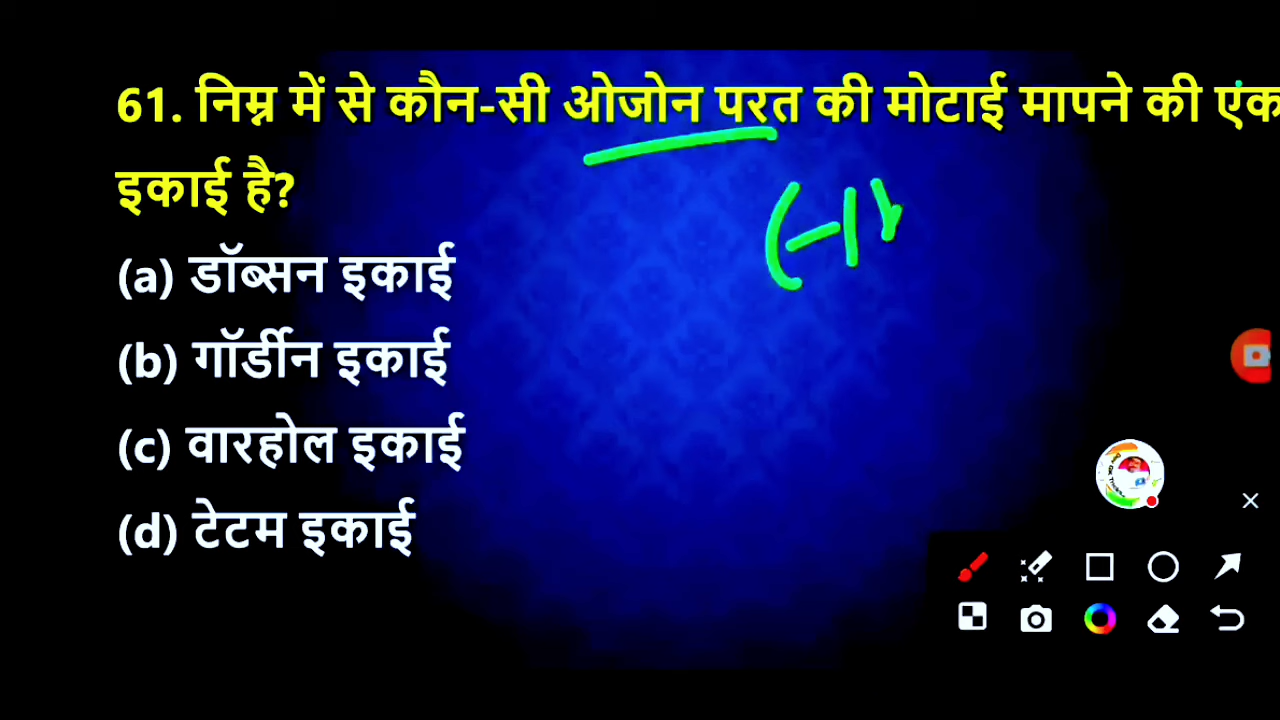 61. निम्न में से कौन-सी ओजोन परत की मोटाई मापने की एक
इकाई है?
(a) डॉब्सन इकाई
(b) गॉर्डीन इकाई
(c) वारहोल इकाई
(d) टेटम इकाई